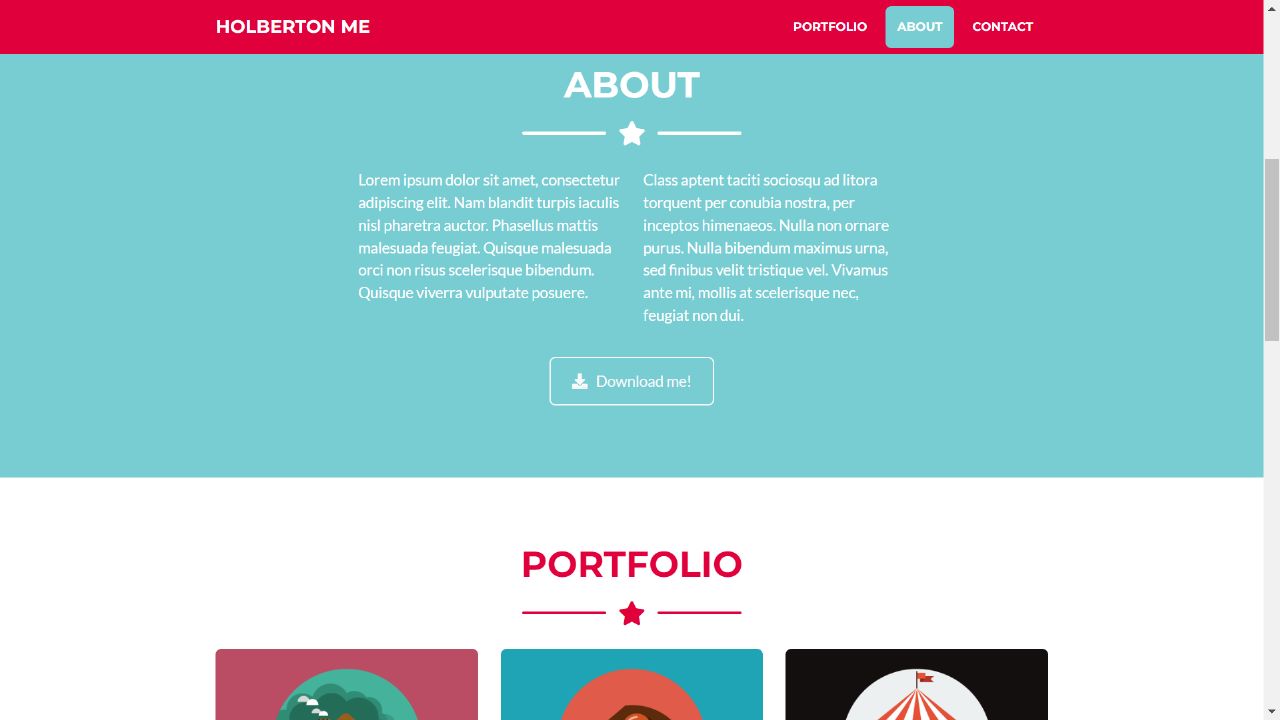 HOLBERTON ME
PORTFOLIO
ABOUT
CONTACT
ABOUT
Lorem ipsum dolor sit amet, consectetur
adipiscing elit. Nam blandit turpis iaculis
nisl pharetra auctor. Phasellus mattis
malesuada feugiat. Quisque malesuada
orci non risus scelerisque bibendum.
Quisque viverra vulputate posuere.
Class aptent taciti sociosqu ad litora
torquent per conubia nostra, per
inceptos himenaeos. Nulla non ornare
purus. Nulla bibendum maximus urna,
sed finibus velit tristique vel. Vivamus
ante mi, mollis at scelerisque nec,
feugiat non dui.
Download me!
PORTFOLIO